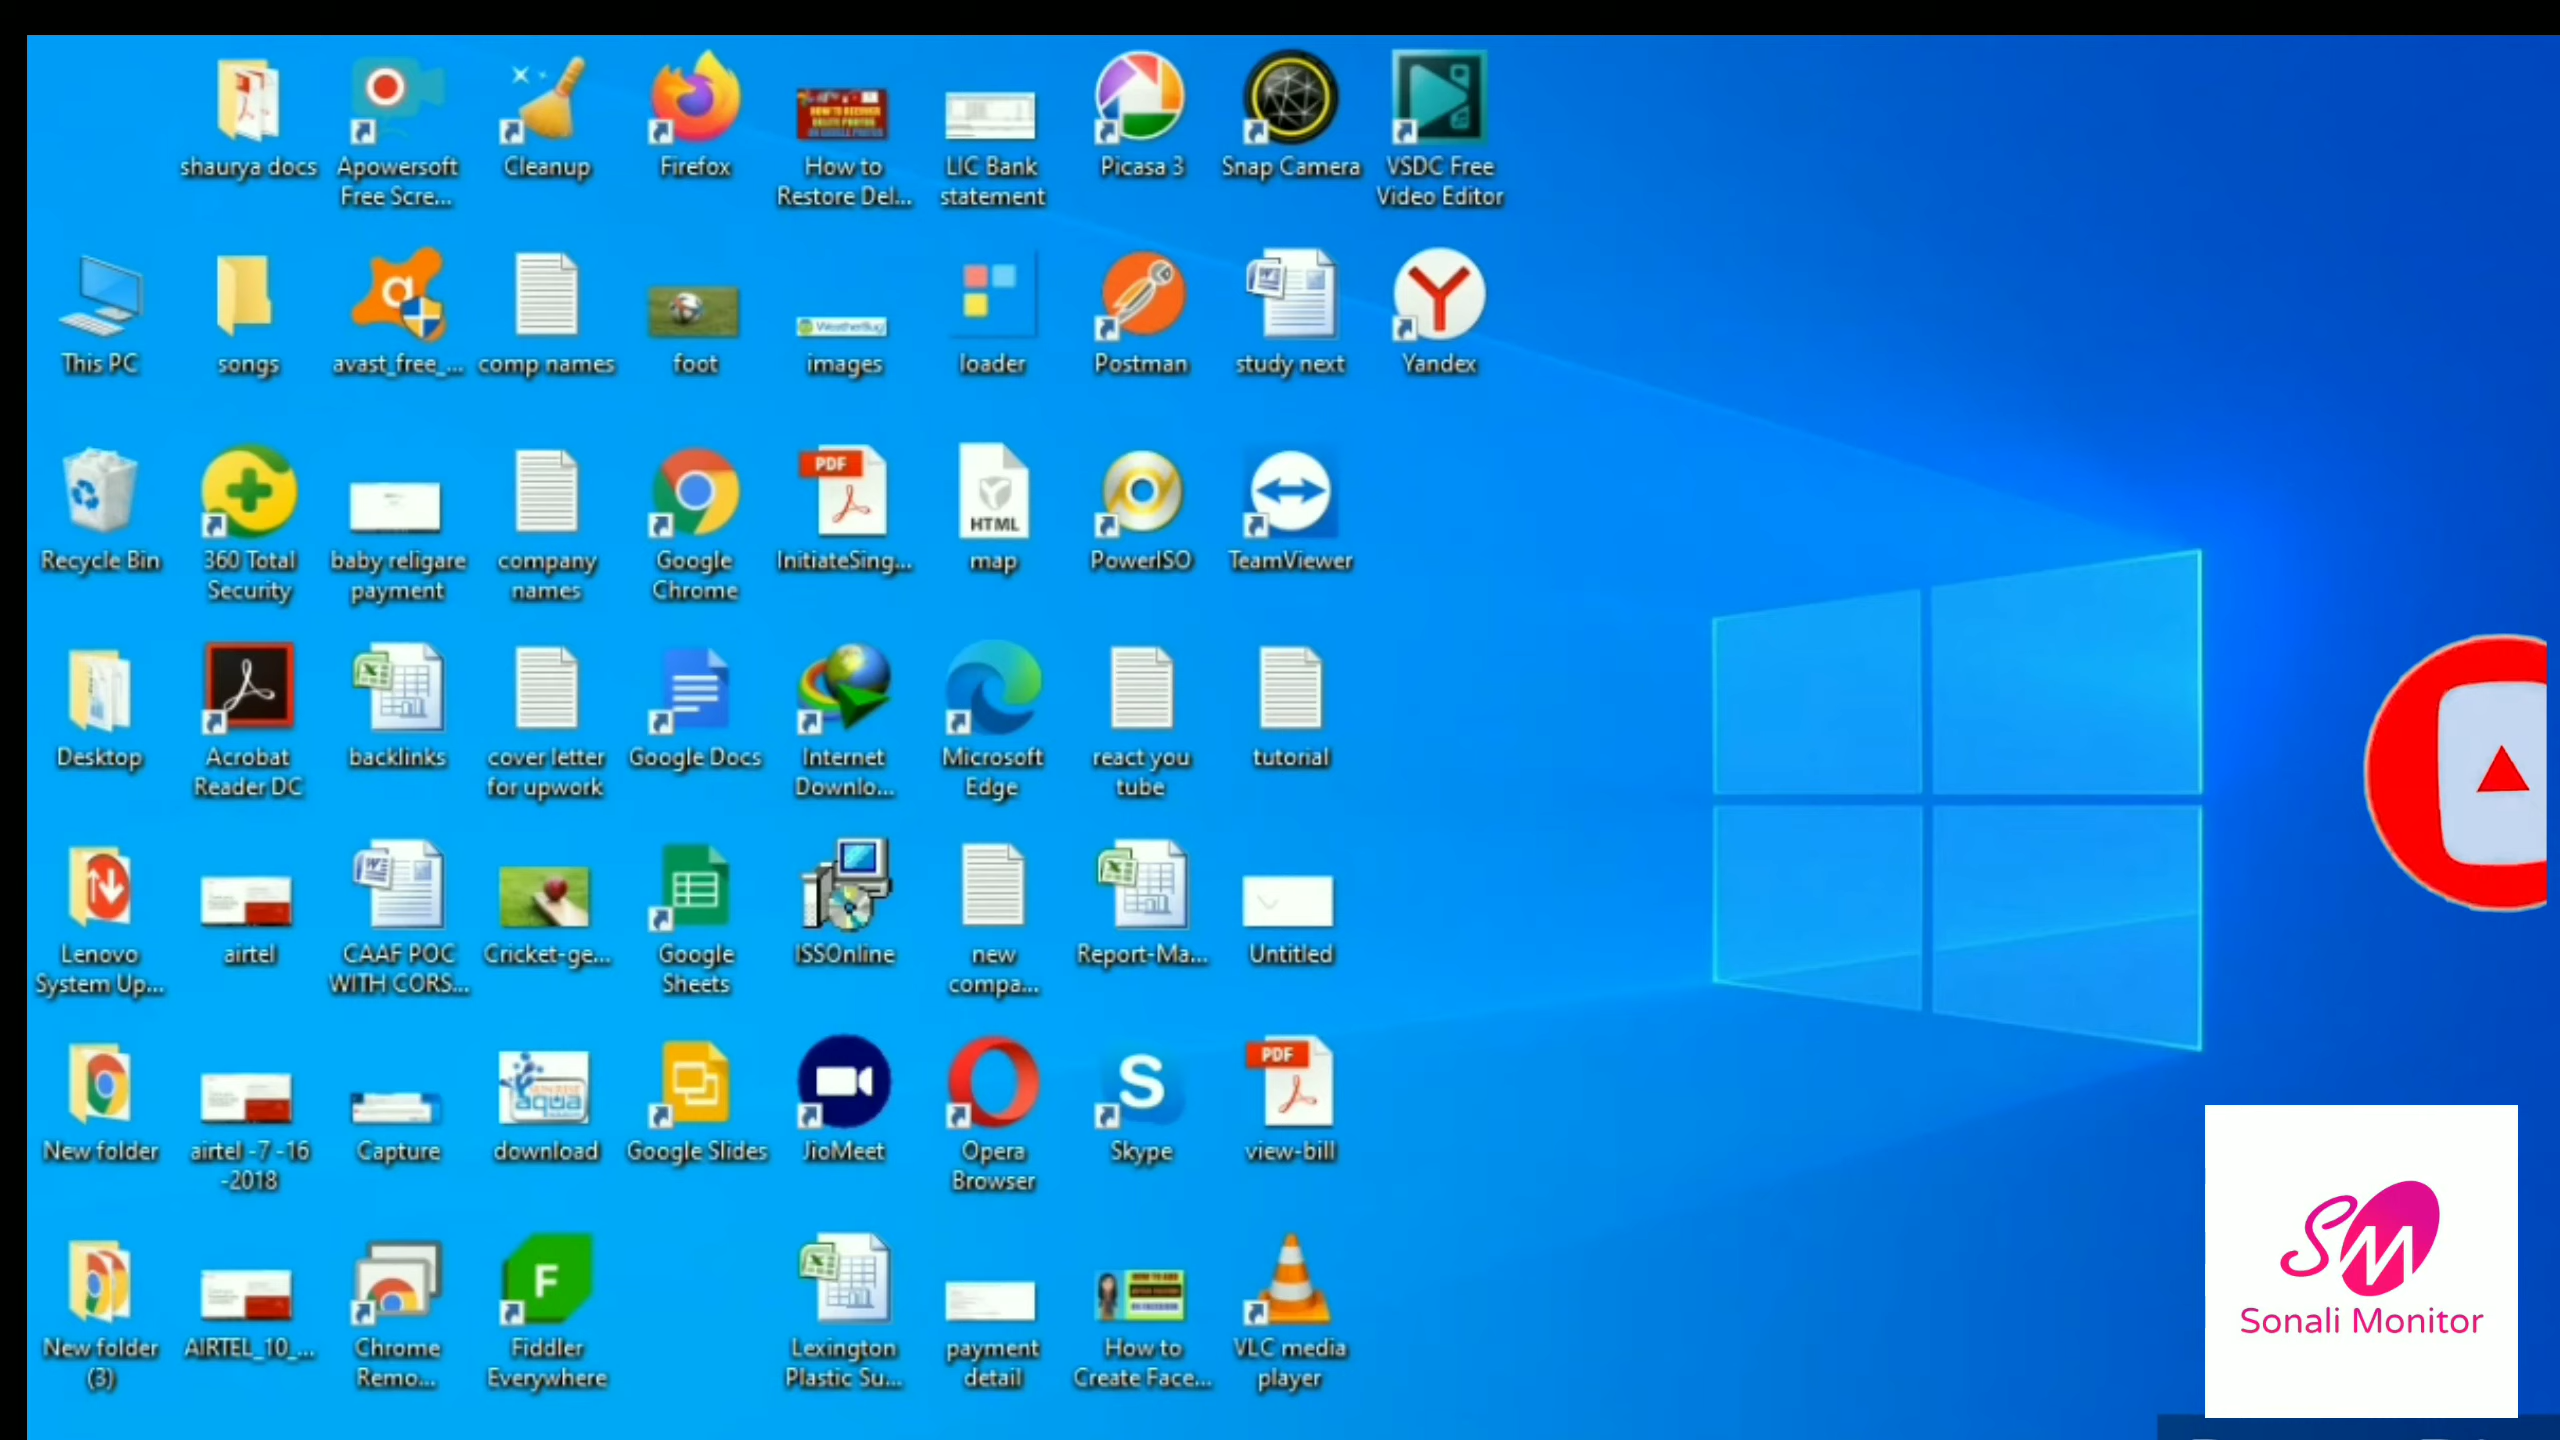 shaurya docs
Apowersoft
Free Scre...
Cleanup
Firefox
How to
Restore Del...
LIC Bank
statement
Picasa 3
Snap Camera
VSDC Free
Video Editor
This PC
songs
avast_free_...
comp names
foot
WeatherBug
images
loader
Postman
study next
Yandex
Recycle Bin
360 Total
Security
baby religare
payment
company
names
Google
Chrome
PDF
InitiateSing...
HTML
map
PowerISO
TeamViewer
Desktop
Acrobat
Reader DC
backlinks
cover letter
for upwork
Google Docs
Internet
Downlo...
Microsoft
Edge
react you
tube
tutorial
Lenovo
System Up...
airtel
CAAF POC
WITH CORS...
Cricket-ge...
Google
Sheets
ISSOnline
new
compa...
Report-Ma...
Untitled
New folder
airtel -7 -16
-2018
Capture
aqua
download
Google Slides
JioMeet
Opera
Browser
S
Skype
PDF
view-bill
New folder
(3)
AIRTEL_10_...
Chrome
Remo...
F
Fiddler
Everywhere
Lexington
Plastic Su...
payment
detail
How to
Create Face...
VLC media
player
SM
Sonali Monitor